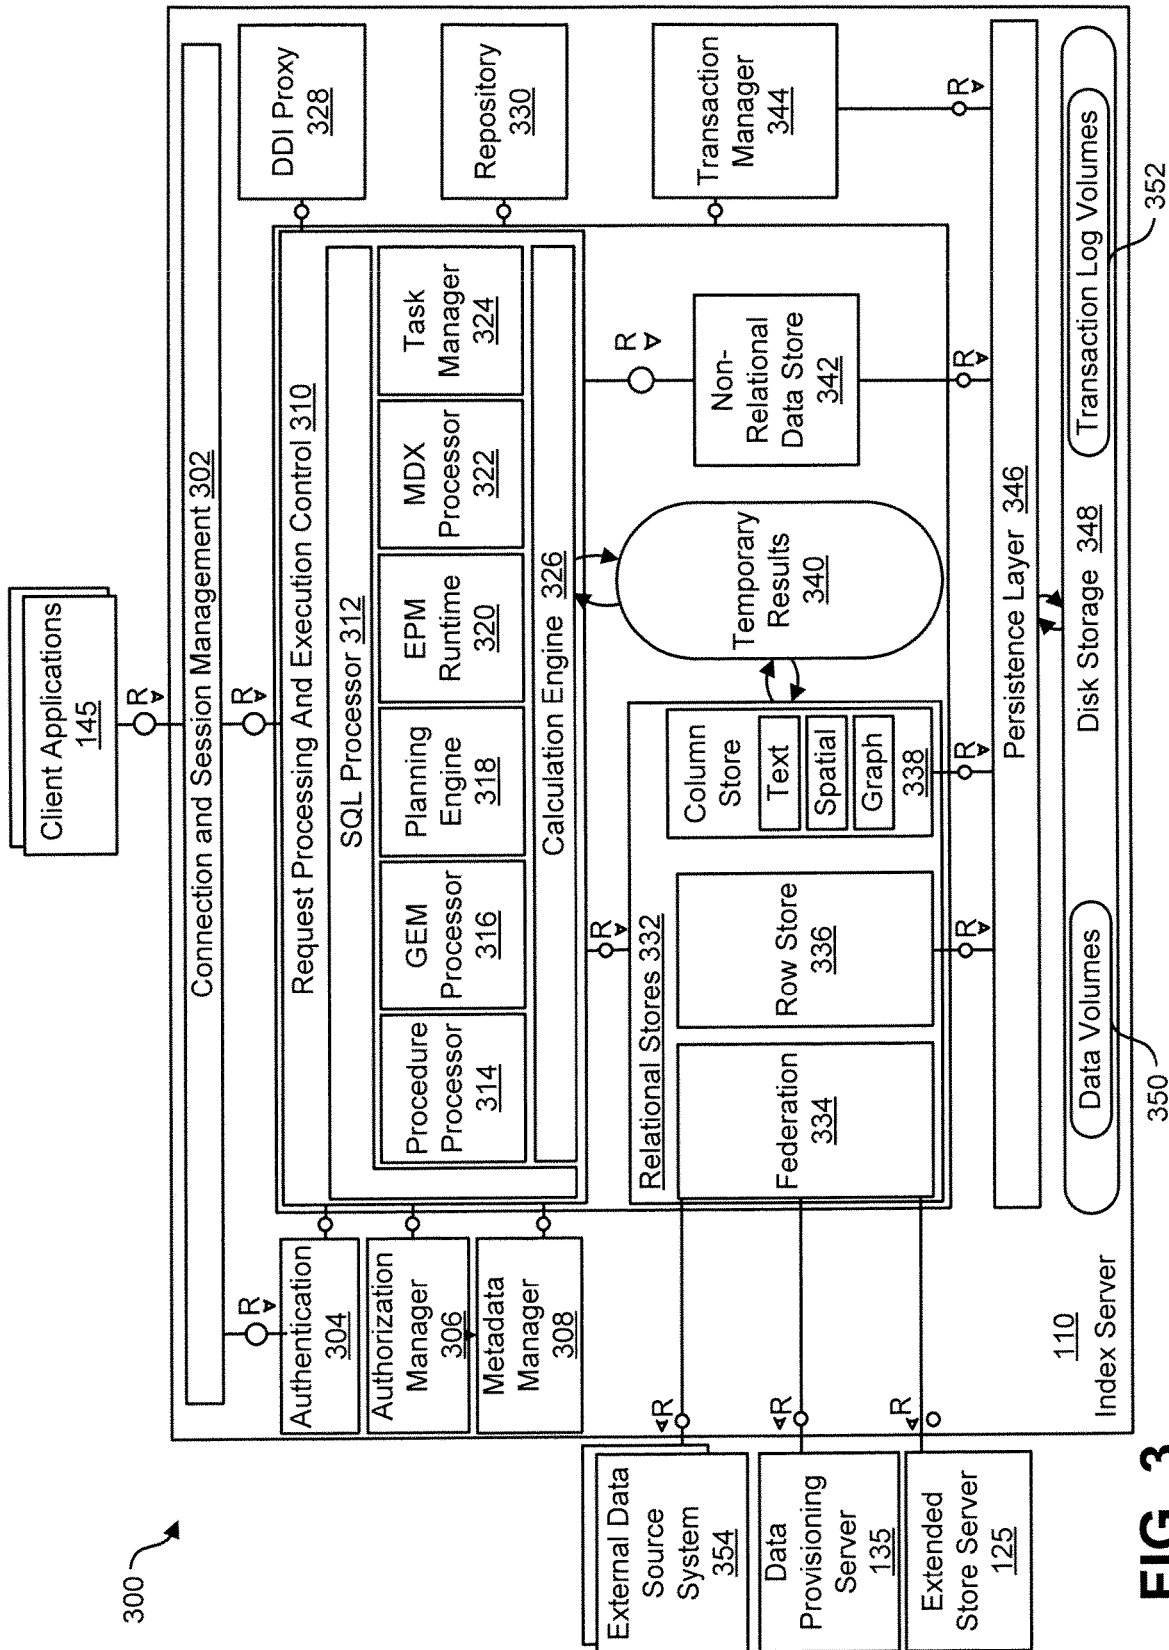 300
Client Applications
145
R
Connection and Session Management 302
R
R
Authentication
304
Authorization
Manager
306
Metadata
Manager
308
Request Processing And Execution Control 310
SQL Processor 312
Procedure
Processor
314
GEM
Processor
316
Planning
Engine
318
EPM
Runtime
320
MDX
Processor
322
Task
Manager
324
Calculation Engine 326
DDI Proxy
328
Repository
330
Transaction
Manager
344
R
R
Relational Stores 332
Federation
334
Row Store
336
Column
Store
Text
Spatial
Graph
338
Temporary
Results
340
Non-
Relational
Data Store
342
R
R
R
R
External Data
Source
System
354
R
Data
Provisioning
Server
135
R
Extended
Store Server
125
R
Persistence Layer 346
Data Volumes
Disk Storage 348
Transaction Log Volumes
350
352
110
Index Server
FIG. 3